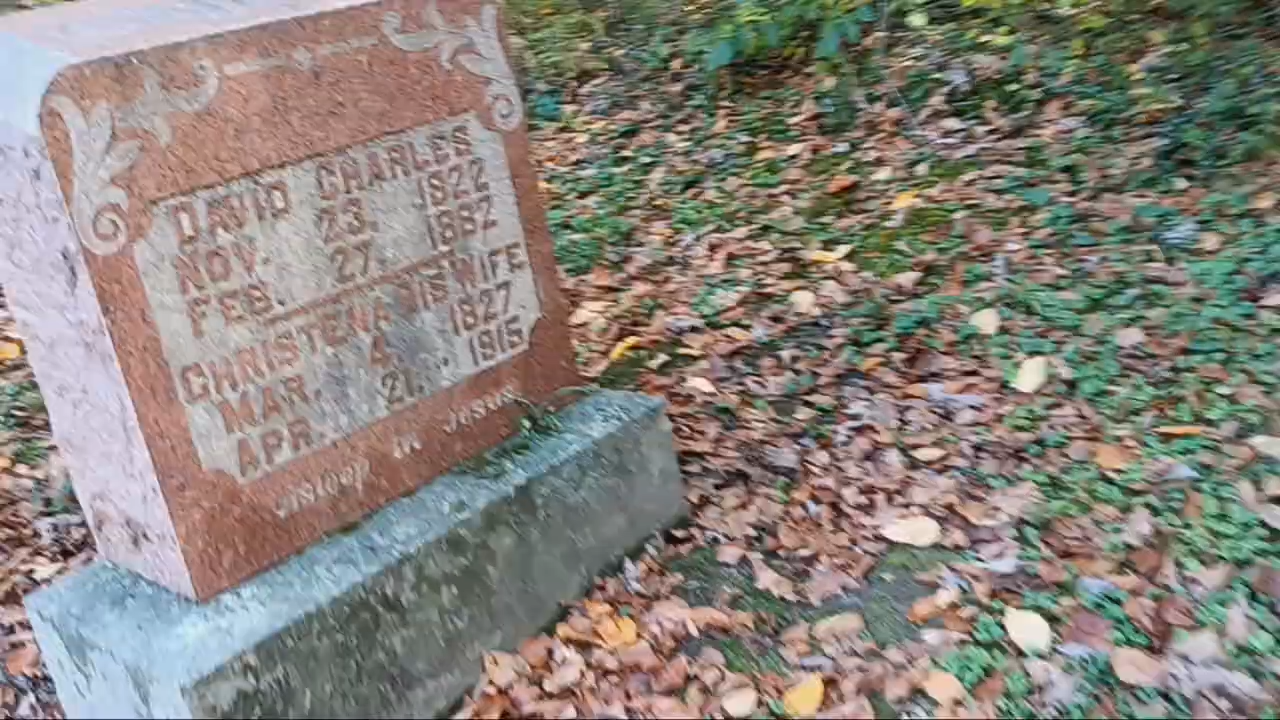 DAVID CHARLES
NOV. 23. 1822
FEB. 27. 1882
CHRISTENA HIS WIFE
MAR. 4. 1827
APR. 21. 1915
ASLEEP IN JESUS